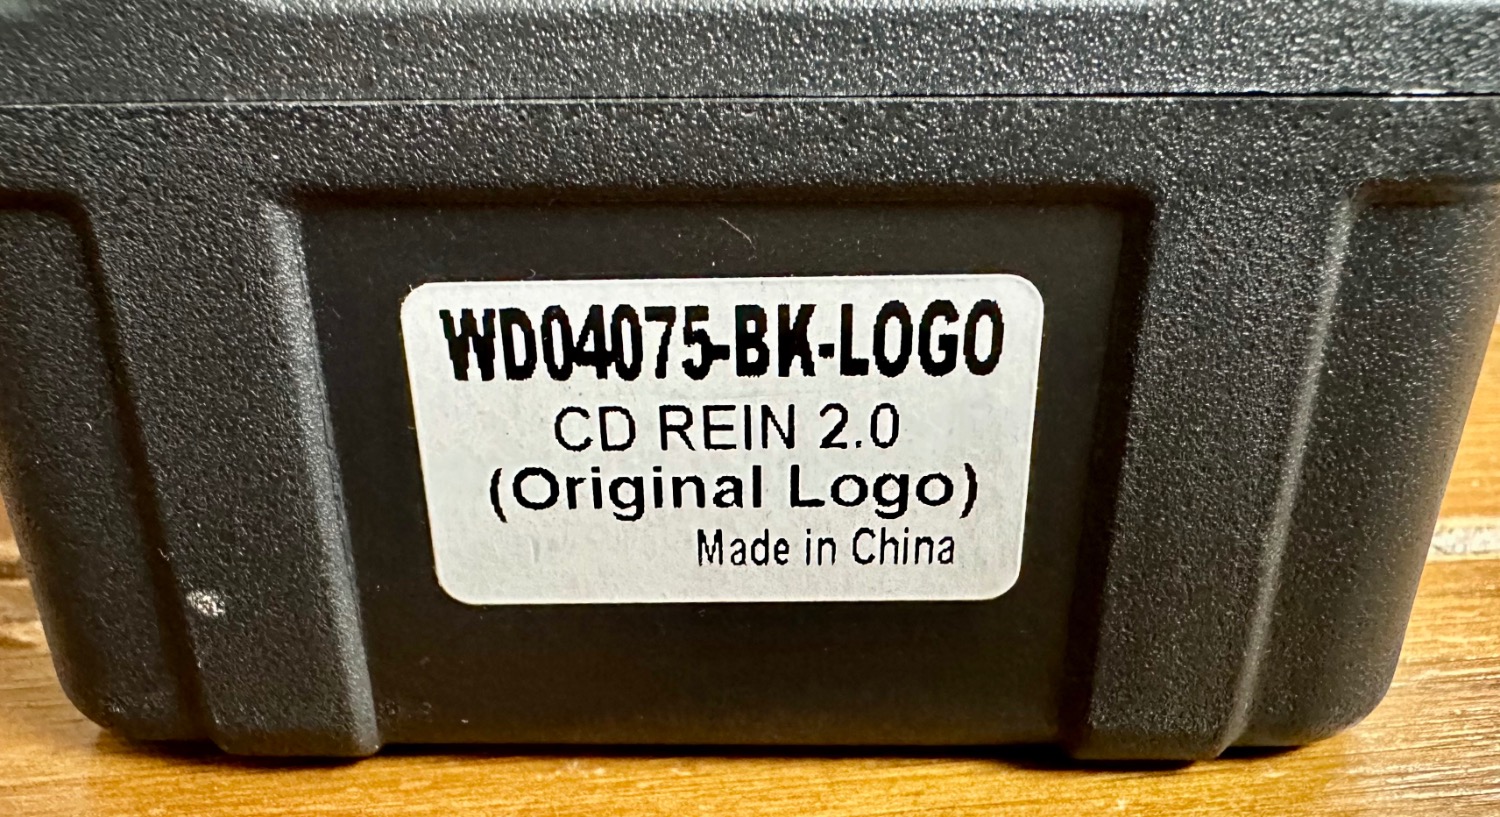 WD04075-BK-LOGO
CD REIN 2.0
(Original Logo)
Made in China